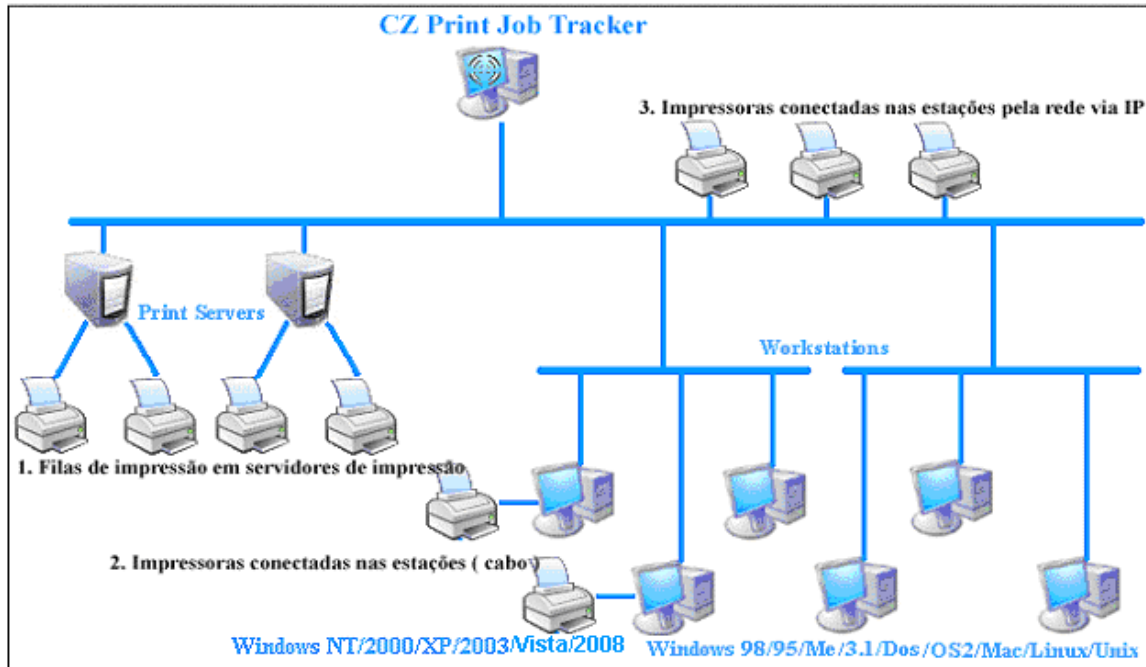 CZ Print Job Tracker
3. Impressoras conectadas nas estações pela rede via IP
Print Servers
Workstations
1. Filas de impressão em servidores de impressão
2. Impressoras conectadas nas estações ( cabo )
Windows NT/2000/XP/2003/Vista/2008
Windows 98/95/Me/3.1/Dos/OS2/Mac/Linux/Unix